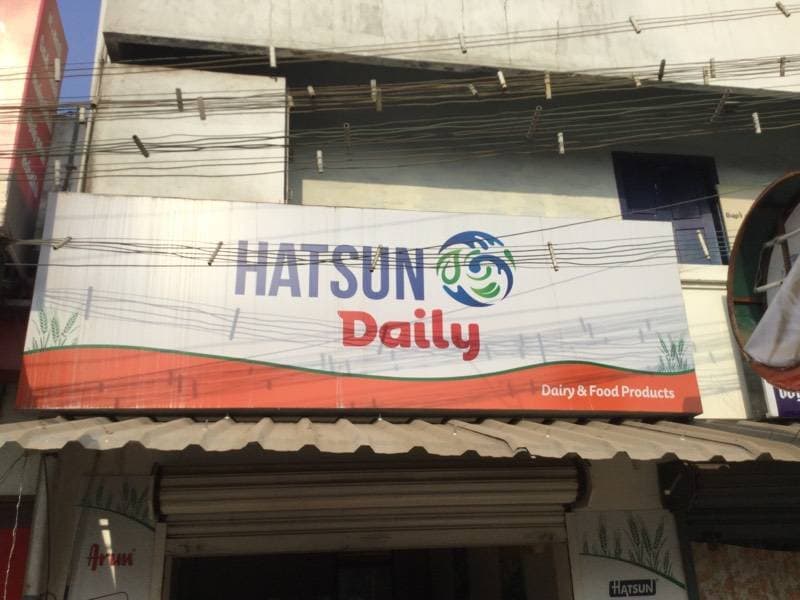 HATSUN
Daily
Dairy & Food Products
Arun
HATSUN